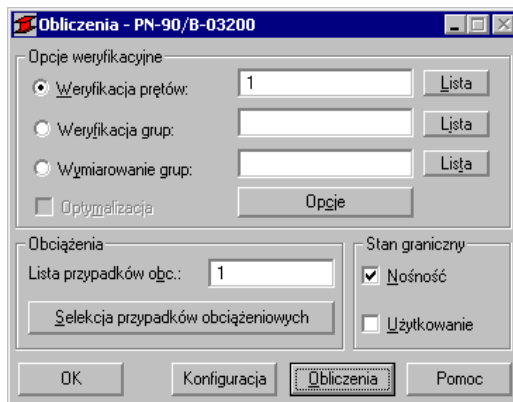 Obliczenia - PN-90/B-03200
Opcje weryfikacyjne
Weryfikacja prętów: 1 Lista
Weryfikacja grup: Lista
Wymiarowanie grup: Lista
Optymalizacja Opcje
Obciążenia
Lista przypadków obc.: 1
Selekcja przypadków obciążeniowych
Stan graniczny
Nośność
Użytkowanie
OK Konfiguracja Obliczenia Pomoc